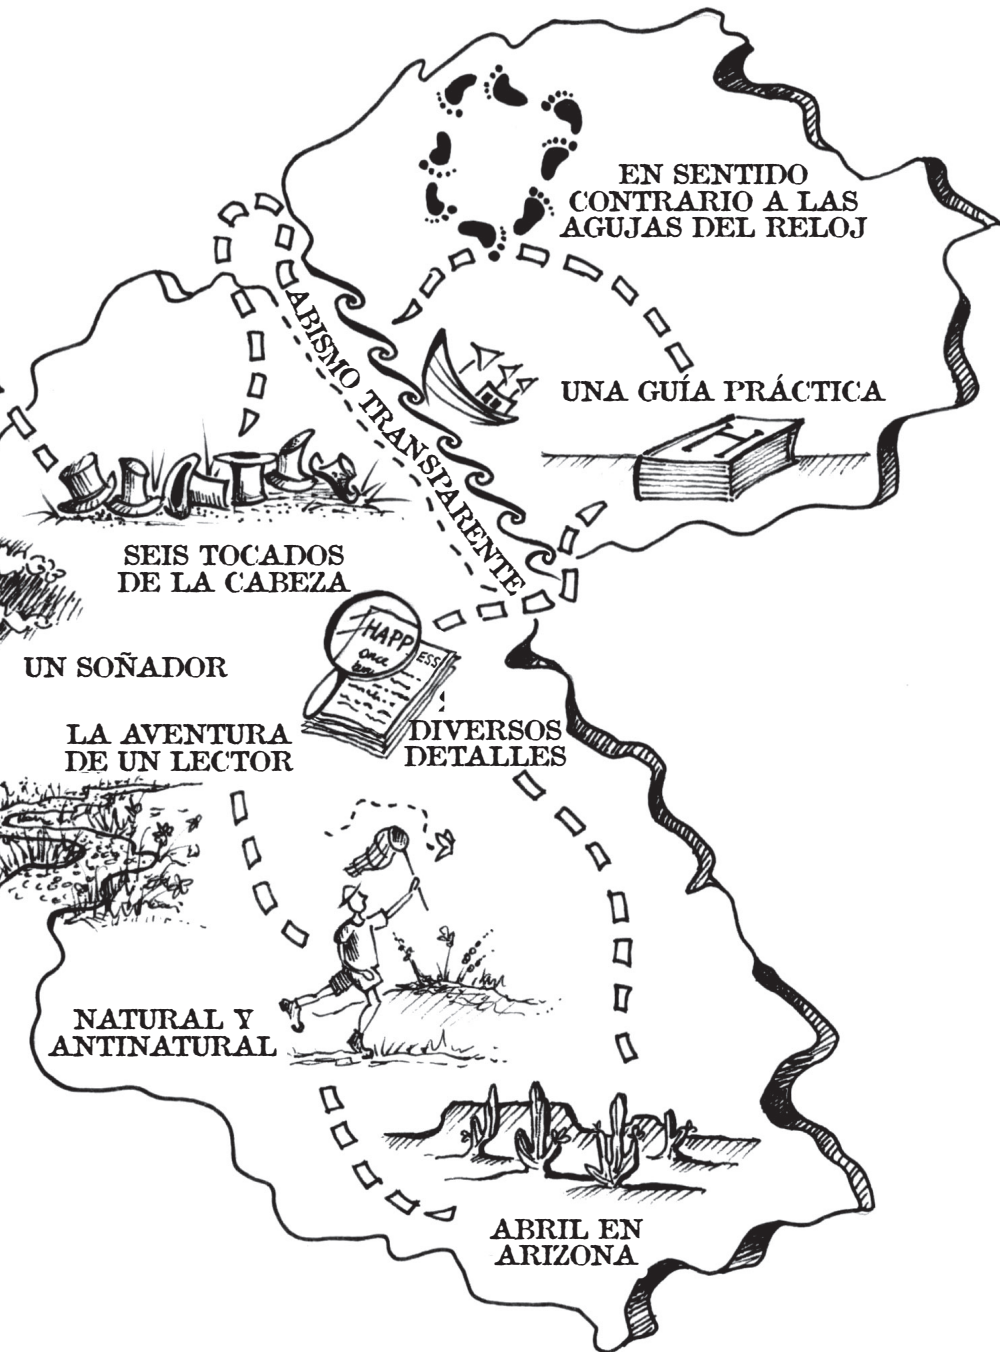 EN SENTIDO
CONTRARIO A LAS
AGUJAS DEL RELOJ
ABISMO TRANSPARENTE
UNA GUÍA PRÁCTICA
H
SEIS TOCADOS
DE LA CABEZA
HAPP
ESS
once
UN SOÑADOR
LA AVENTURA
DE UN LECTOR
DIVERSOS
DETALLES
NATURAL Y
ANTINATURAL
ABRIL EN
ARIZONA